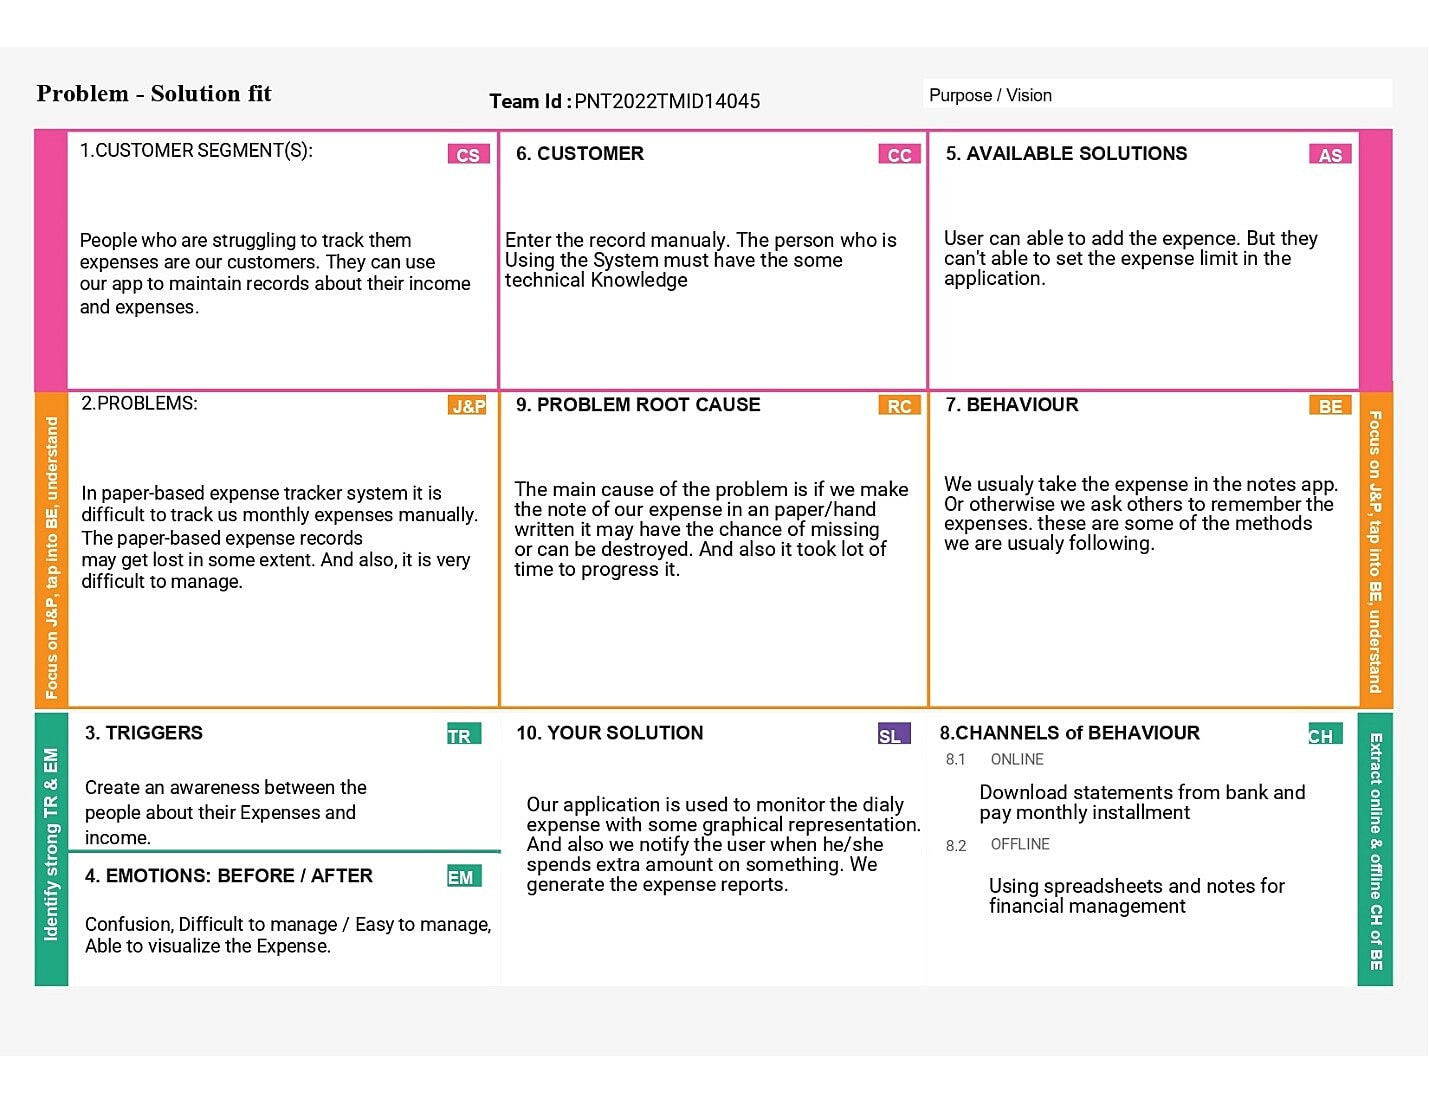 Problem - Solution fit
Team Id : PNT2022TMID14045
Purpose / Vision
1.CUSTOMER SEGMENT(S):
CS
People who are struggling to track them
expenses are our customers. They can use
our app to maintain records about their income
and expenses.
6. CUSTOMER
CC
Enter the record manualy. The person who is
Using the System must have the some
technical Knowledge
5. AVAILABLE SOLUTIONS
AS
User can able to add the expence. But they
can't able to set the expense limit in the
application.
Focus on J&P, tap into BE, understand
2.PROBLEMS:
J&P
In paper-based expense tracker system it is
difficult to track us monthly expenses manually.
The paper-based expense records
may get lost in some extent. And also, it is very
difficult to manage.
9. PROBLEM ROOT CAUSE
RC
The main cause of the problem is if we make
the note of our expense in an paper/hand
written it may have the chance of missing
or can be destroyed. And also it took lot of
time to progress it.
7. BEHAVIOUR
BE
We usualy take the expense in the notes app.
Or otherwise we ask others to remember the
expenses. these are some of the methods
we are usualy following.
Focus on J&P, tap into BE, understand
Identify strong TR & EM
3. TRIGGERS
TR
Create an awareness between the
people about their Expenses and
income.
4. EMOTIONS: BEFORE / AFTER
EM
Confusion, Difficult to manage / Easy to manage,
Able to visualize the Expense.
10. YOUR SOLUTION
SL
Our application is used to monitor the dialy
expense with some graphical representation.
And also we notify the user when he/she
spends extra amount on something. We
generate the expense reports.
8.CHANNELS of BEHAVIOUR
CH
8.1 ONLINE
Download statements from bank and
pay monthly installment
8.2 OFFLINE
Using spreadsheets and notes for
financial management
Extract online & offline CH of BE